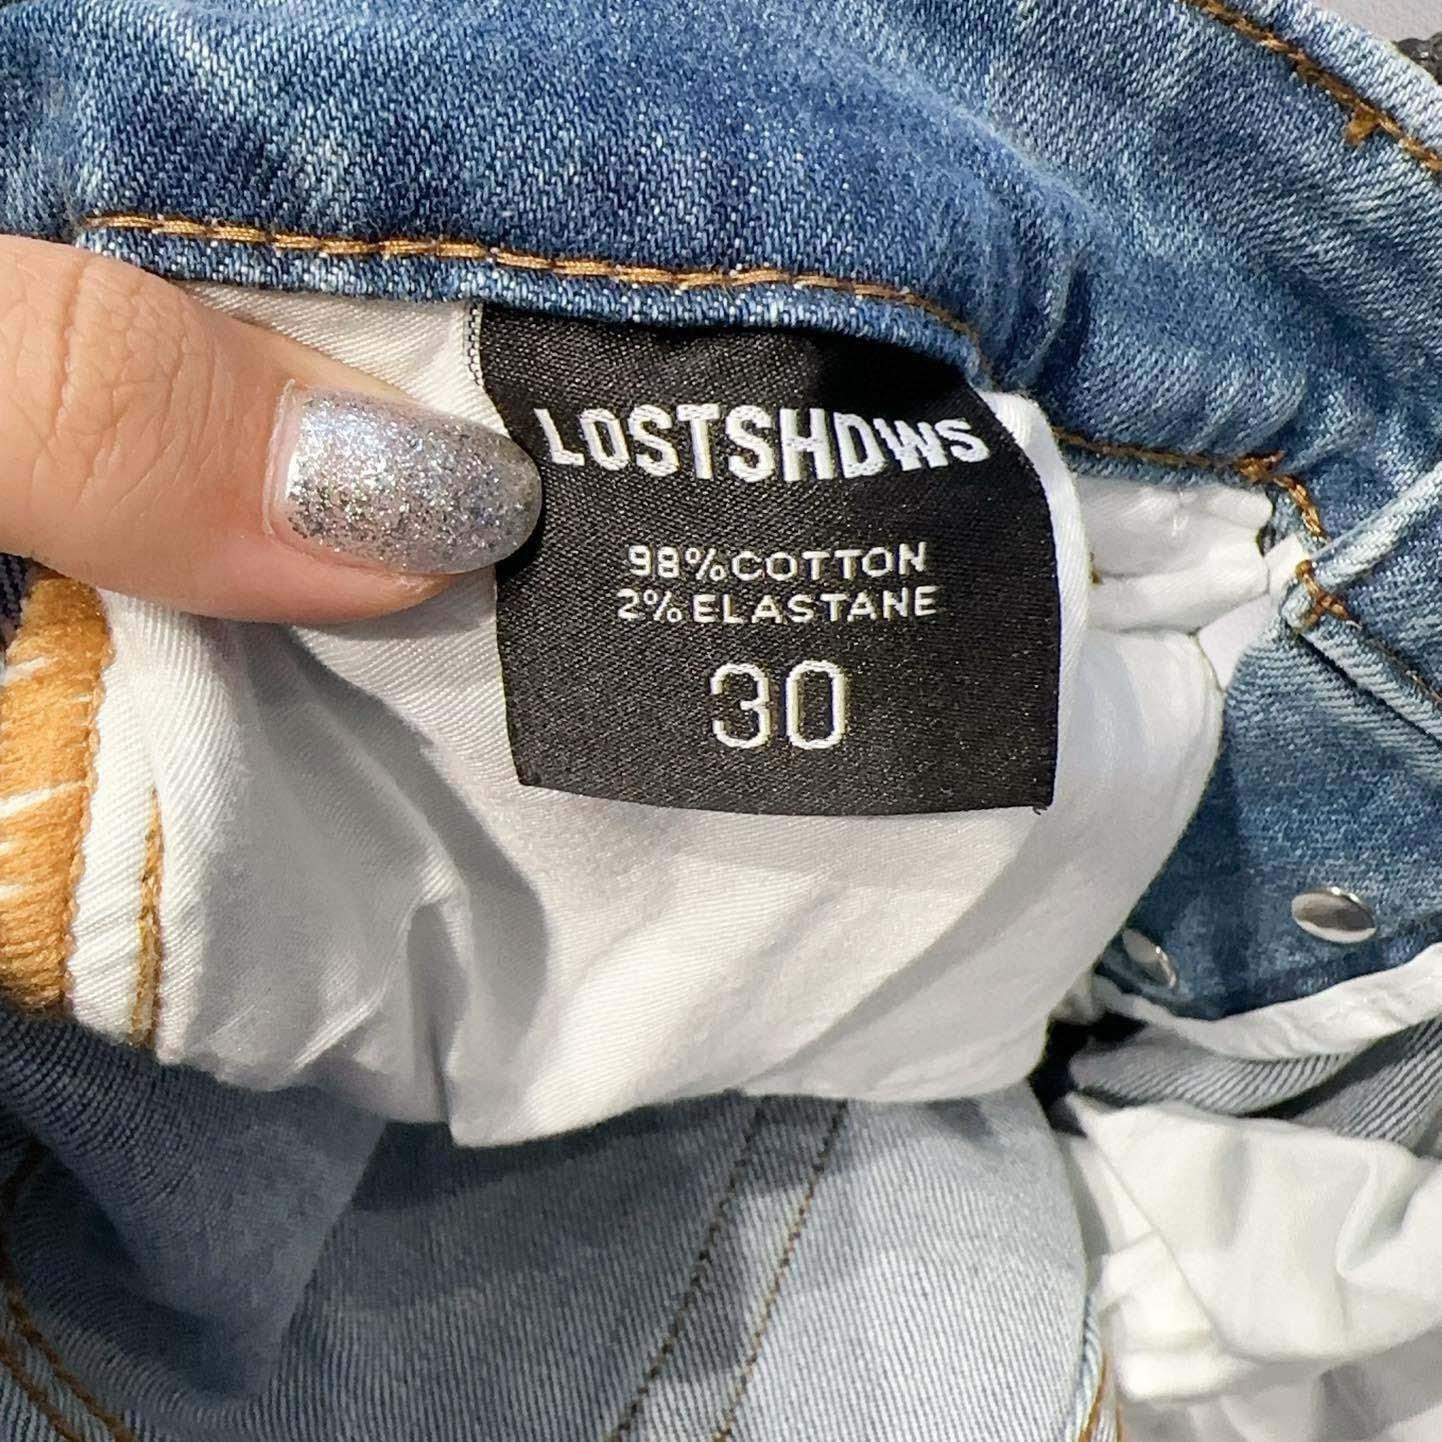 LOSTSHDWS
98% COTTON
2% ELASTANE
30